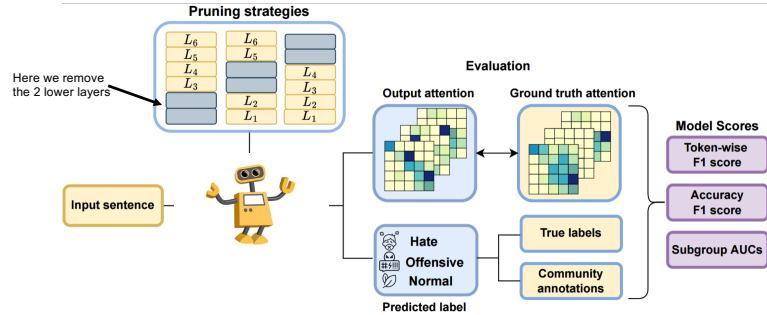 Pruning strategies
L6 L6
L5 L5
L4 L4
L3 L3
L2 L2
L1 L1
Here we remove
the 2 lower layers
Input sentence
Evaluation
Output attention
Ground truth attention
Hate
#!
Offensive
Normal
Predicted label
True labels
Community
annotations
Model Scores
Token-wise
F1 score
Accuracy
F1 score
Subgroup AUCs